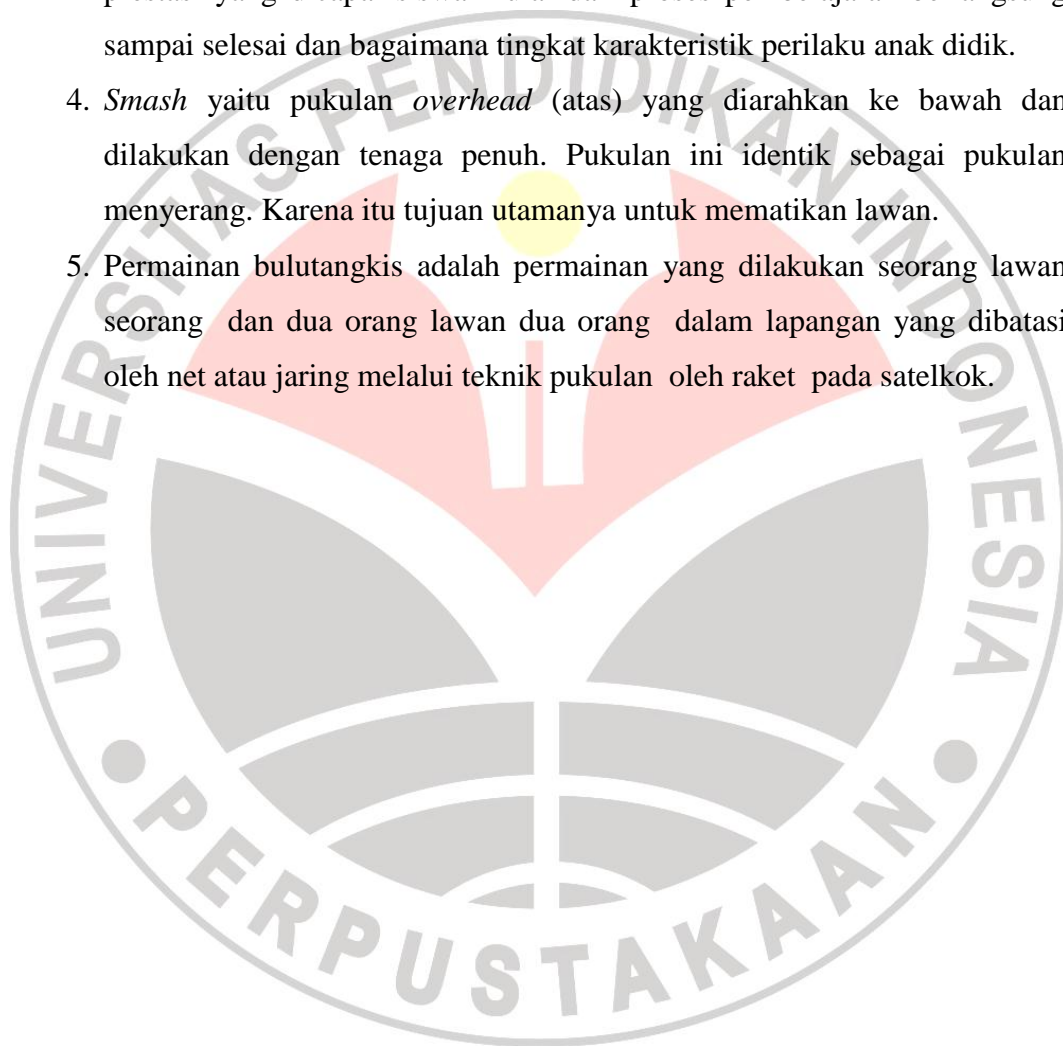 sampai selesai dan bagaimana tingkat karakteristik perilaku anak didik.
4. Smash yaitu pukulan overhead (atas) yang diarahkan ke bawah dan
dilakukan dengan tenaga penuh. Pukulan ini identik sebagai pukulan
menyerang. Karena itu tujuan utamanya untuk mematikan lawan.
5. Permainan bulutangkis adalah permainan yang dilakukan seorang lawan
seorang dan dua orang lawan dua orang dalam lapangan yang dibatasi
oleh net atau jaring melalui teknik pukulan oleh raket pada satelkok.
UNIVERSITAS PENDIDIKAN INDONESIA
PERPUSTAKAAN